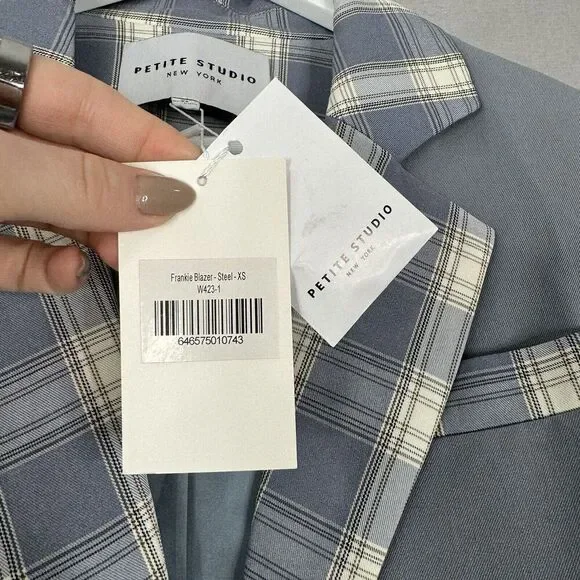 PETITE STUDIO
NEW YORK
PETITE STUDIO
NEW YORK
Frankie Blazer - Steel - XS
W423-1
646575010743